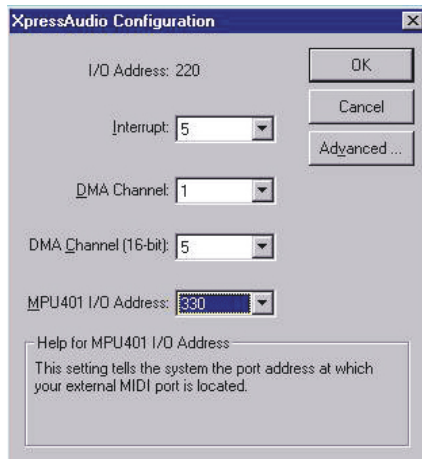 XpressAudio Configuration
I/O Address: 220
OK
Interrupt: 5
Cancel
Advanced ...
DMA Channel: 1
DMA Channel (16-bit): 5
MPU401 I/O Address: 330
Help for MPU401 I/O Address
This setting tells the system the port address at which
your external MIDI port is located.